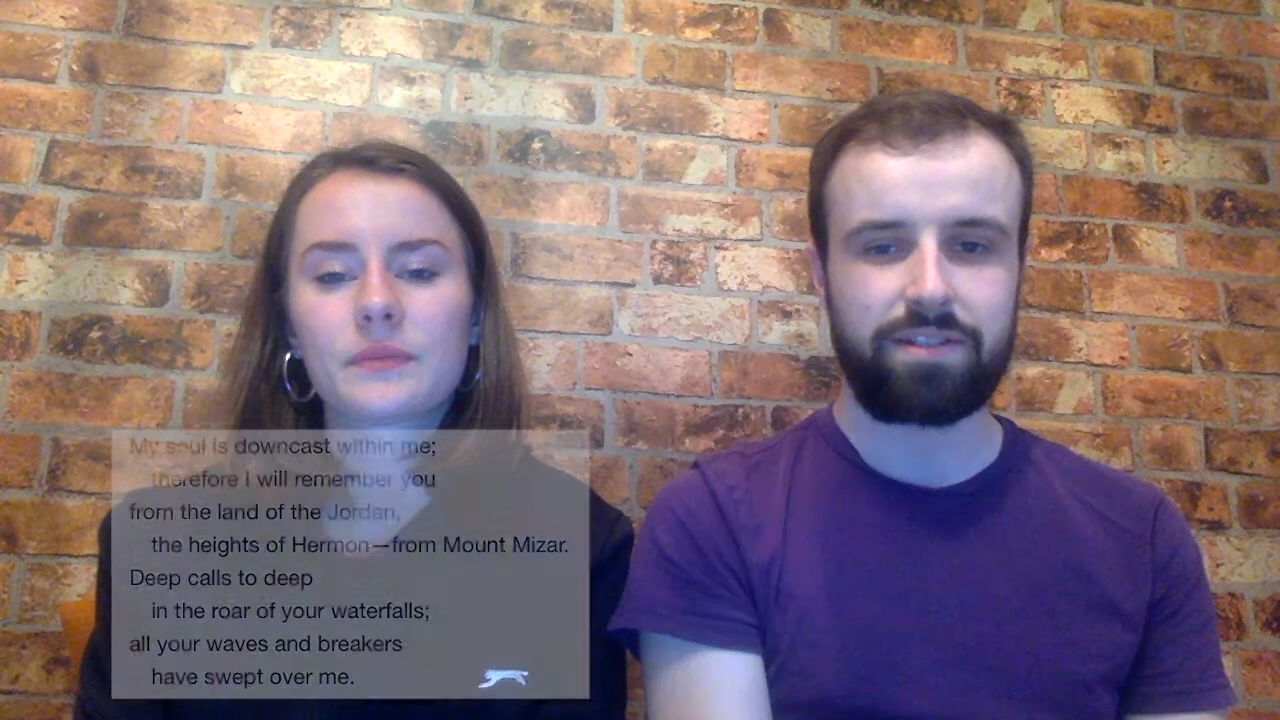 My soul is downcast within me;
therefore I will remember you
from the land of the Jordan,
the heights of Hermon—from Mount Mizar.
Deep calls to deep
in the roar of your waterfalls;
all your waves and breakers
have swept over me.